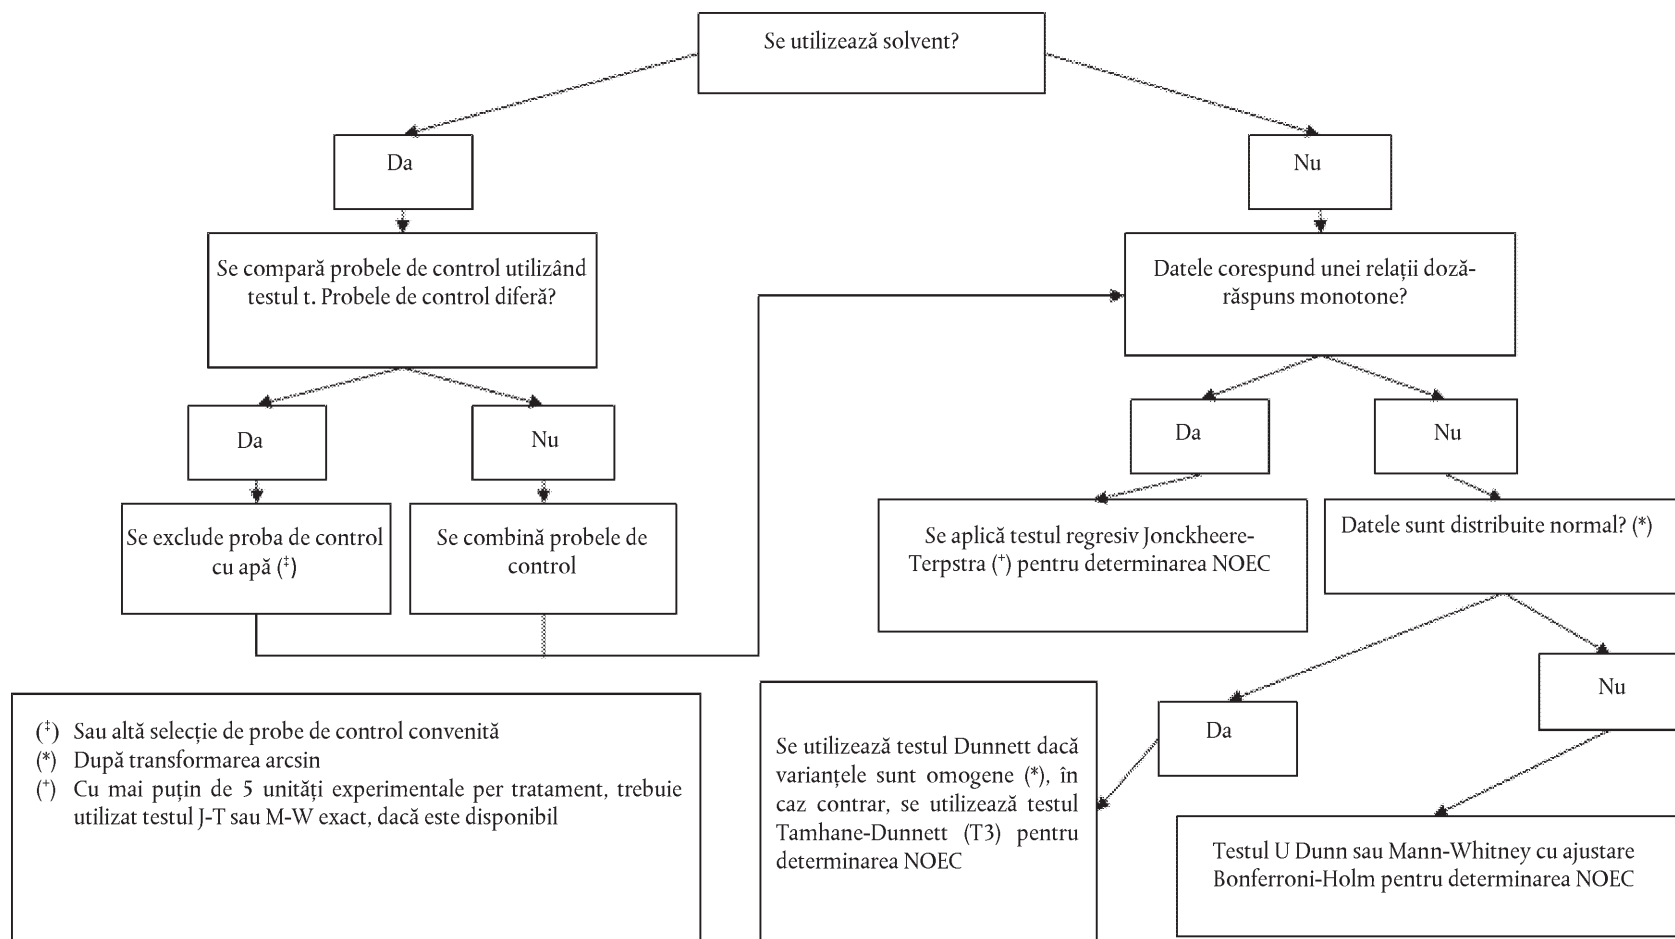 Se utilizează solvent?
Da
Nu
Se compară probele de control utilizând
testul t. Probele de control diferă?
Datele corespund unei relații doză-
răspuns monotone?
Da
Nu
Da
Nu
Se exclude proba de control
cu apă (‡)
Se combină probele de
control
Se aplică testul regresiv Jonckheere-
Terpstra (+) pentru determinarea NOEC
Datele sunt distribuite normal? (*)
Da
Nu
(‡) Sau altă selecție de probe de control convenită
(*) După transformarea arcsin
(+) Cu mai puțin de 5 unități experimentale per tratament, trebuie
utilizat testul J-T sau M-W exact, dacă este disponibil
Se utilizează testul Dunnett dacă
varianțele sunt omogene (*), în
caz contrar, se utilizează testul
Tamhane-Dunnett (T3) pentru
determinarea NOEC
Testul U Dunn sau Mann-Whitney cu ajustare
Bonferroni-Holm pentru determinarea NOEC